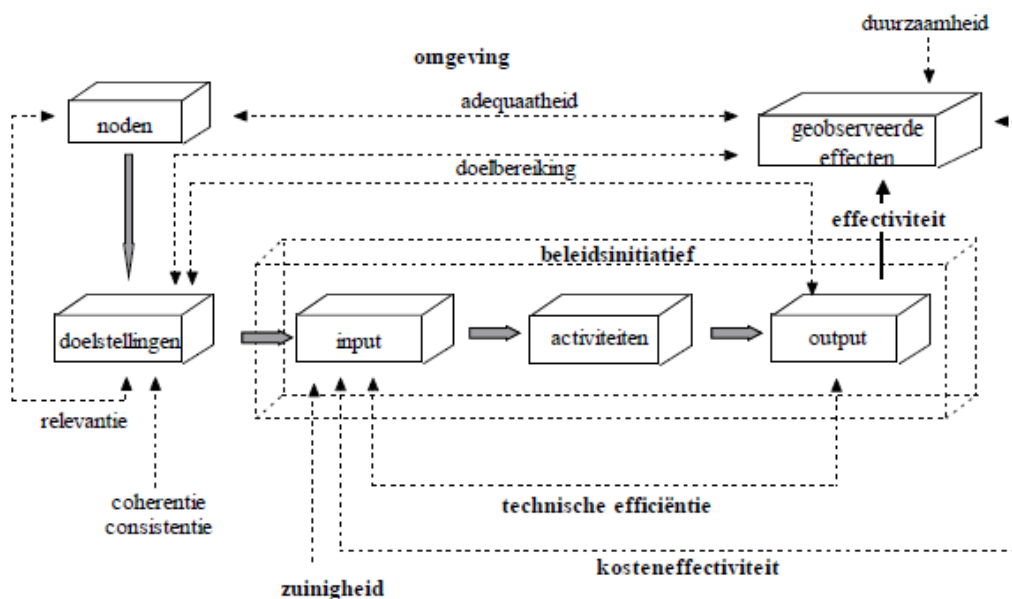 duurzaamheid
omgeving
adequaatheid
noden
geobserveerde
effecten
doelbereiking
effectiviteit
beleidsinitiatief
doelstellingen
input
activiteiten
output
relevantie
coherentie
consistentie
technische efficiëntie
kosteneffectiviteit
zuinigheid